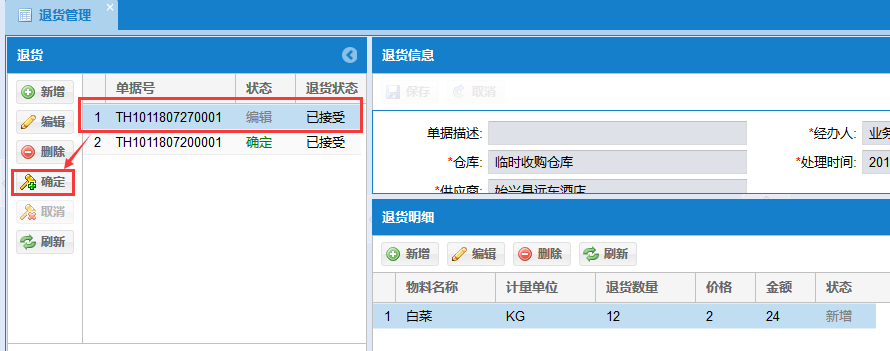 退货管理
退货
新增
编辑
删除
确定
取消
刷新
单据号 状态 退货状态
1 TH1011807270001 编辑 已接受
2 TH1011807200001 确定 已接受
退货信息
保存 取消
单据描述: *经办人: 业务
*仓库: 临时收购仓库 *处理时间: 201
*供应商: 始兴县远东酒店
退货明细
新增 编辑 删除 刷新
物料名称 计量单位 退货数量 价格 金额 状态
1 白菜 KG 12 2 24 新增